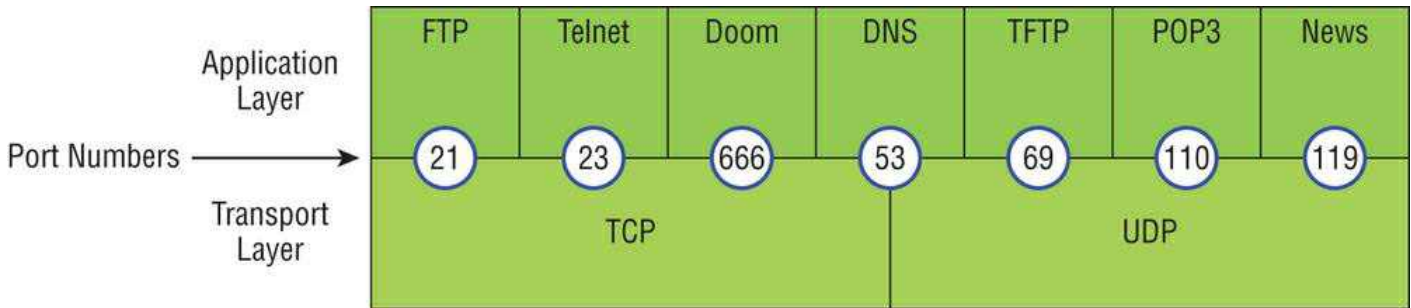 FTP
Telnet
Doom
DNS
TFTP
POP3
News
Application
Layer
Port Numbers
21
23
666
53
69
110
119
Transport
Layer
TCP
UDP